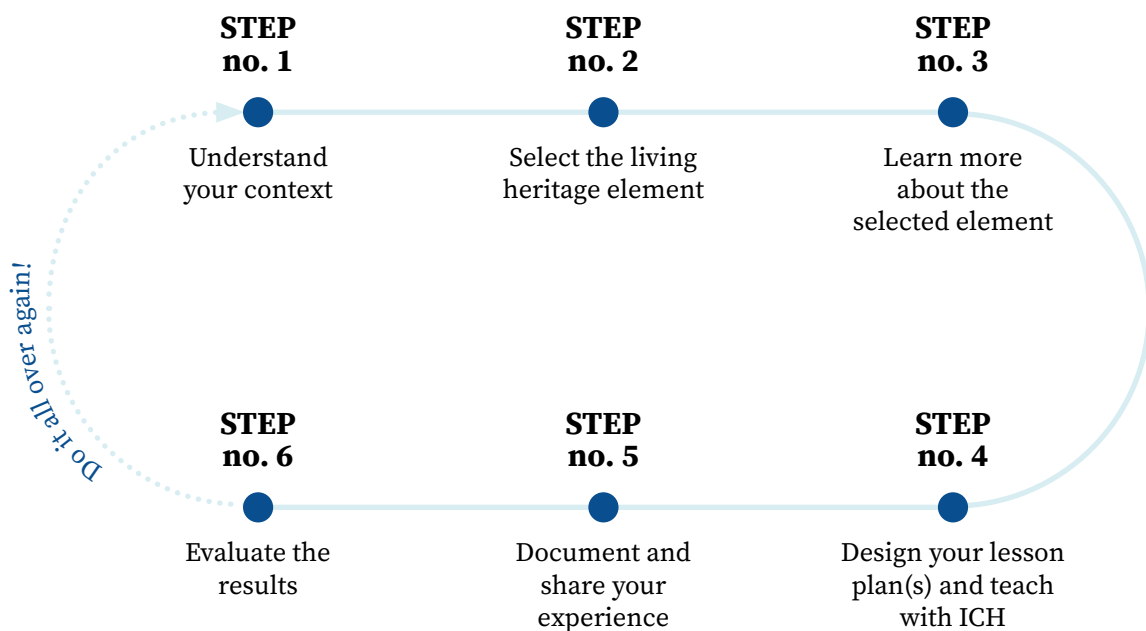 STEP
no. 1
Understand
your context
STEP
no. 2
Select the living
heritage element
STEP
no. 3
Learn more
about the
selected element
STEP
no. 4
Design your lesson
plan(s) and teach
with ICH
STEP
no. 5
Document and
share your
experience
STEP
no. 6
Evaluate the
results
Do it all over again!